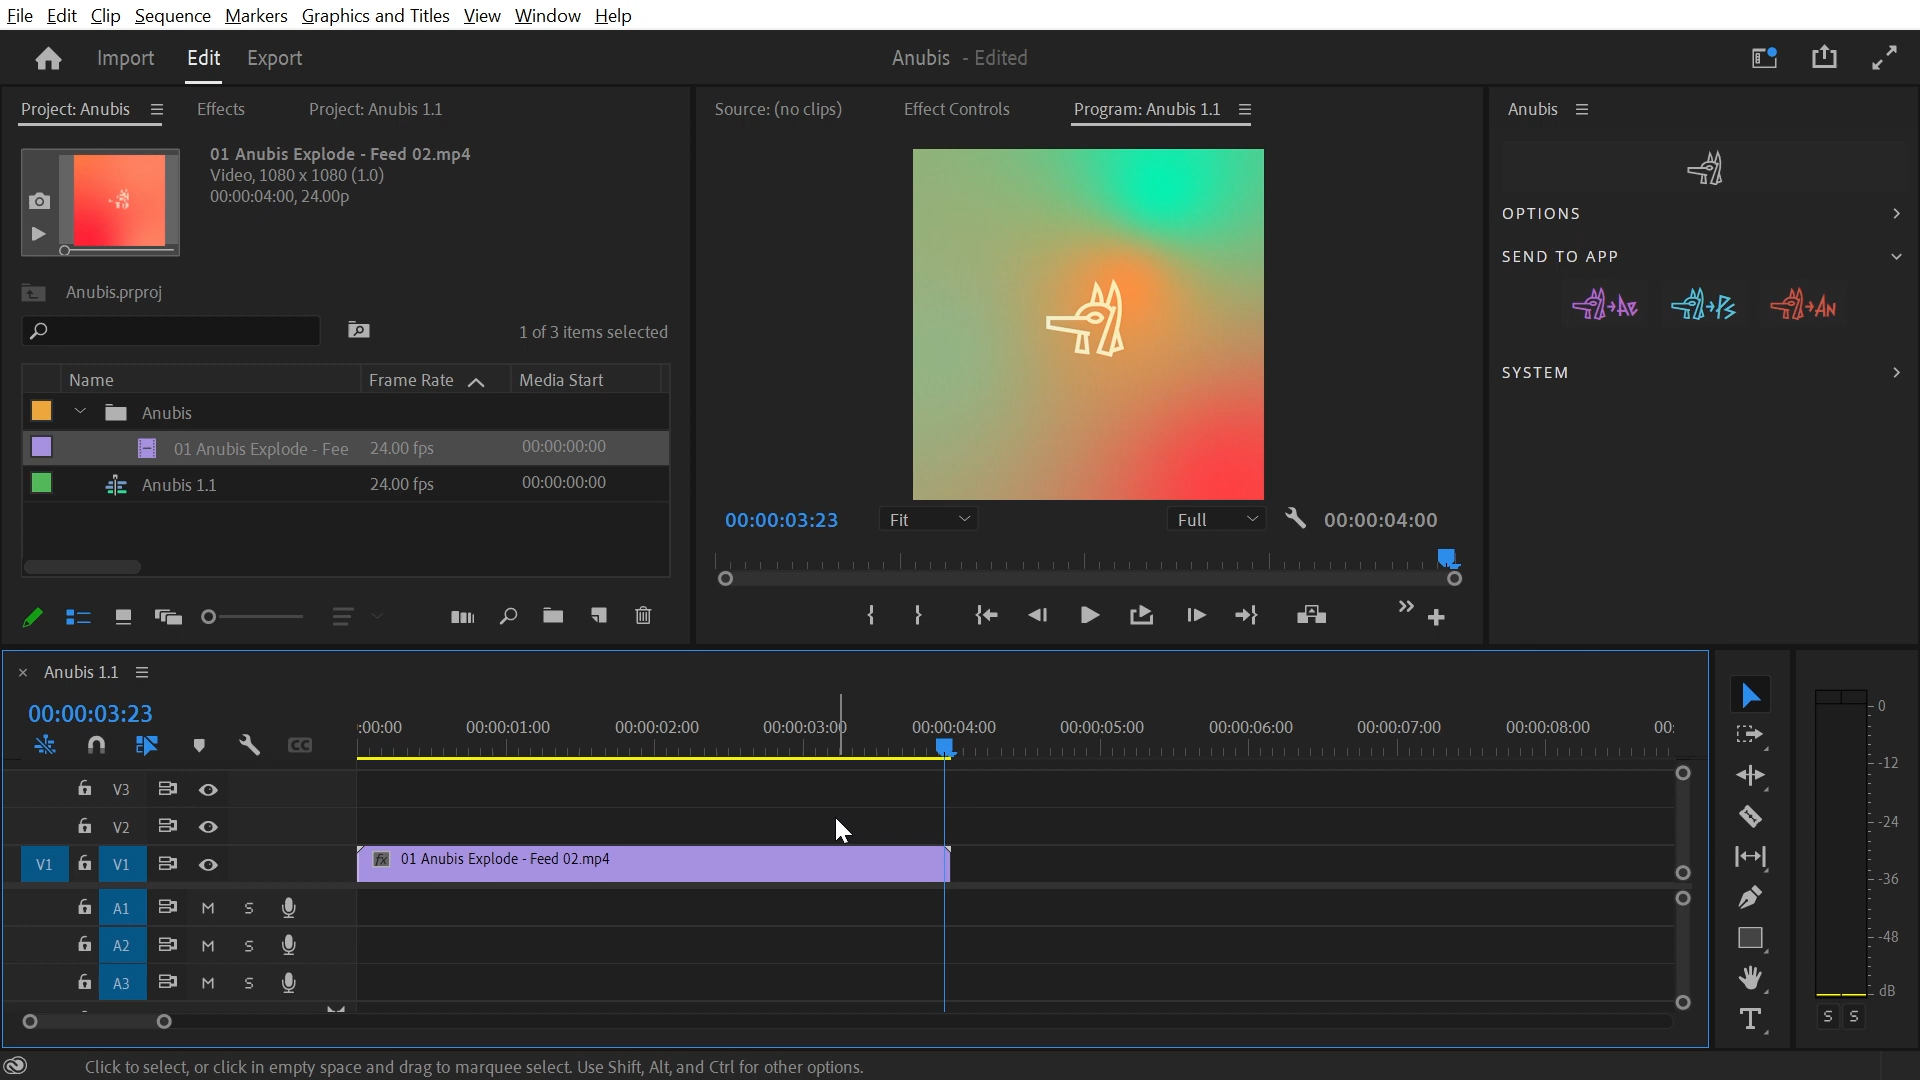 File Edit Clip Sequence Markers Graphics and Titles View Window Help
Import Edit Export Anubis - Edited
Project: Anubis Effects Project: Anubis 1.1
01 Anubis Explode - Feed 02.mp4
Video, 1080 x 1080 (1.0)
00:00:04:00, 24.00p
Anubis.prproj
1 of 3 items selected
Name Frame Rate Media Start
Anubis
01 Anubis Explode - Fee 24.00 fps 00:00:00:00
Anubis 1.1 24.00 fps 00:00:00:00
Source: (no clips) Effect Controls Program: Anubis 1.1
00:00:03:23 Fit Full 00:00:04:00
Anubis
OPTIONS
SEND TO APP
Ae Ps An
SYSTEM
× Anubis 1.1
00:00:03:23
CC
:00:00 00:00:01:00 00:00:02:00 00:00:03:00 00:00:04:00 00:00:05:00 00:00:06:00 00:00:07:00 00:00:08:00 00:
V3
V2
V1 V1 fx 01 Anubis Explode - Feed 02.mp4
A1 M S
A2 M S
A3 M S
0
-12
-24
-36
-48
dB
S S
Click to select, or click in empty space and drag to marquee select. Use Shift, Alt, and Ctrl for other options.